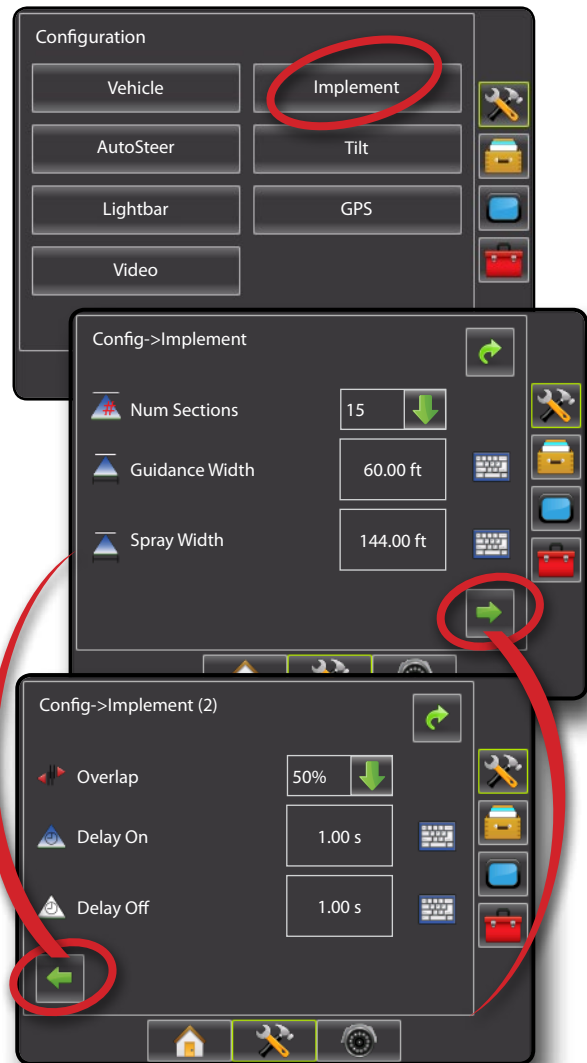 Configuration
Vehicle
Implement
AutoSteer
Tilt
Lightbar
GPS
Video
Config->Implement
Num Sections
15
Guidance Width
60.00 ft
Spray Width
144.00 ft
Config->Implement (2)
Overlap
50%
Delay On
1.00 s
Delay Off
1.00 s